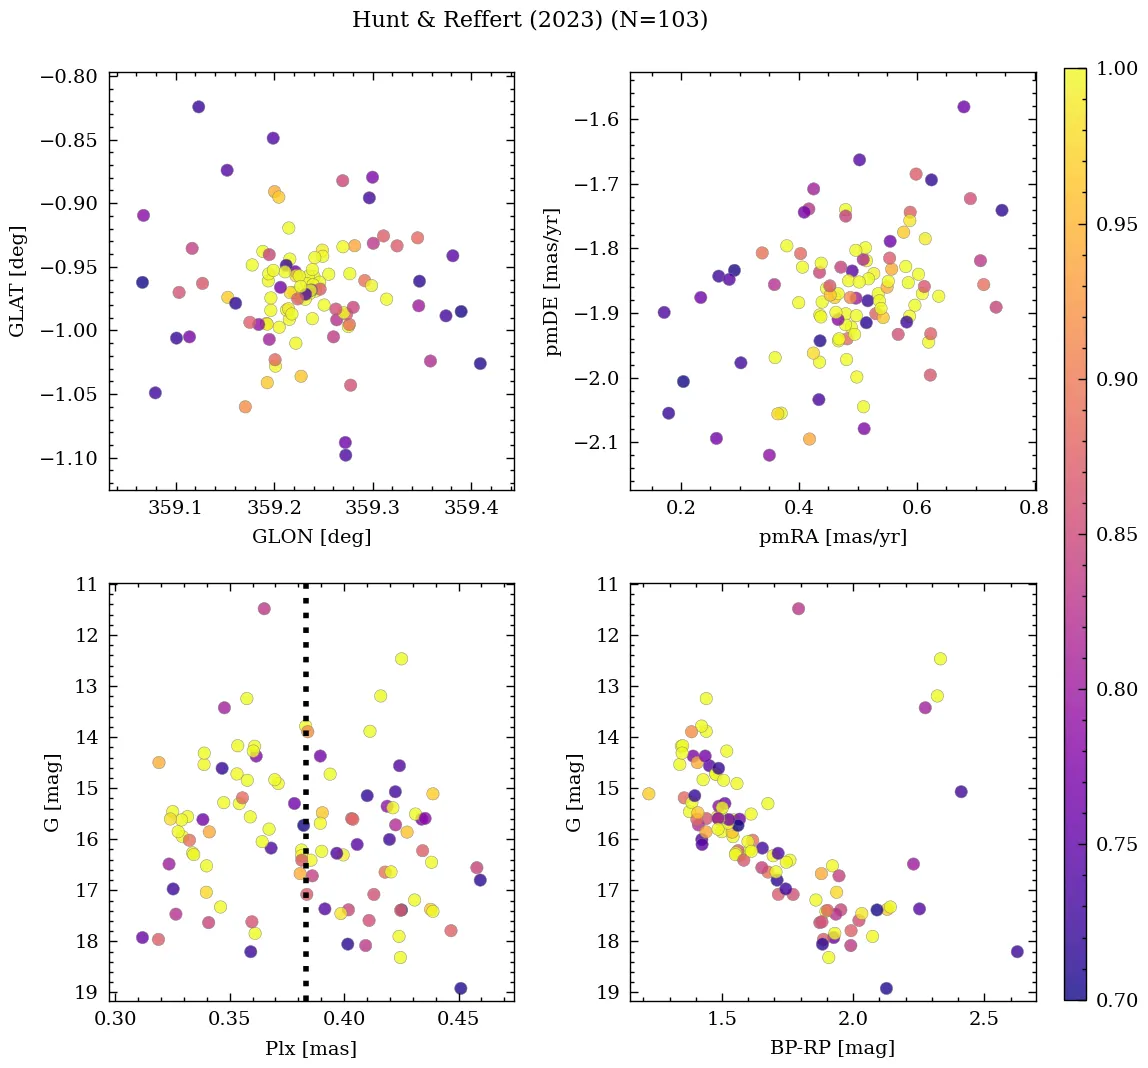 Hunt & Reffert (2023) (N=103)
−0.80
−0.85
−0.90
−0.95
−1.00
−1.05
−1.10
GLAT [deg]
359.1 359.2 359.3 359.4
GLON [deg]
−1.6
−1.7
−1.8
−1.9
−2.0
−2.1
pmDE [mas/yr]
0.2 0.4 0.6 0.8
pmRA [mas/yr]
11
12
13
14
15
16
17
18
19
G [mag]
0.30 0.35 0.40 0.45
Plx [mas]
11
12
13
14
15
16
17
18
19
G [mag]
1.5 2.0 2.5
BP-RP [mag]
1.00
0.95
0.90
0.85
0.80
0.75
0.70